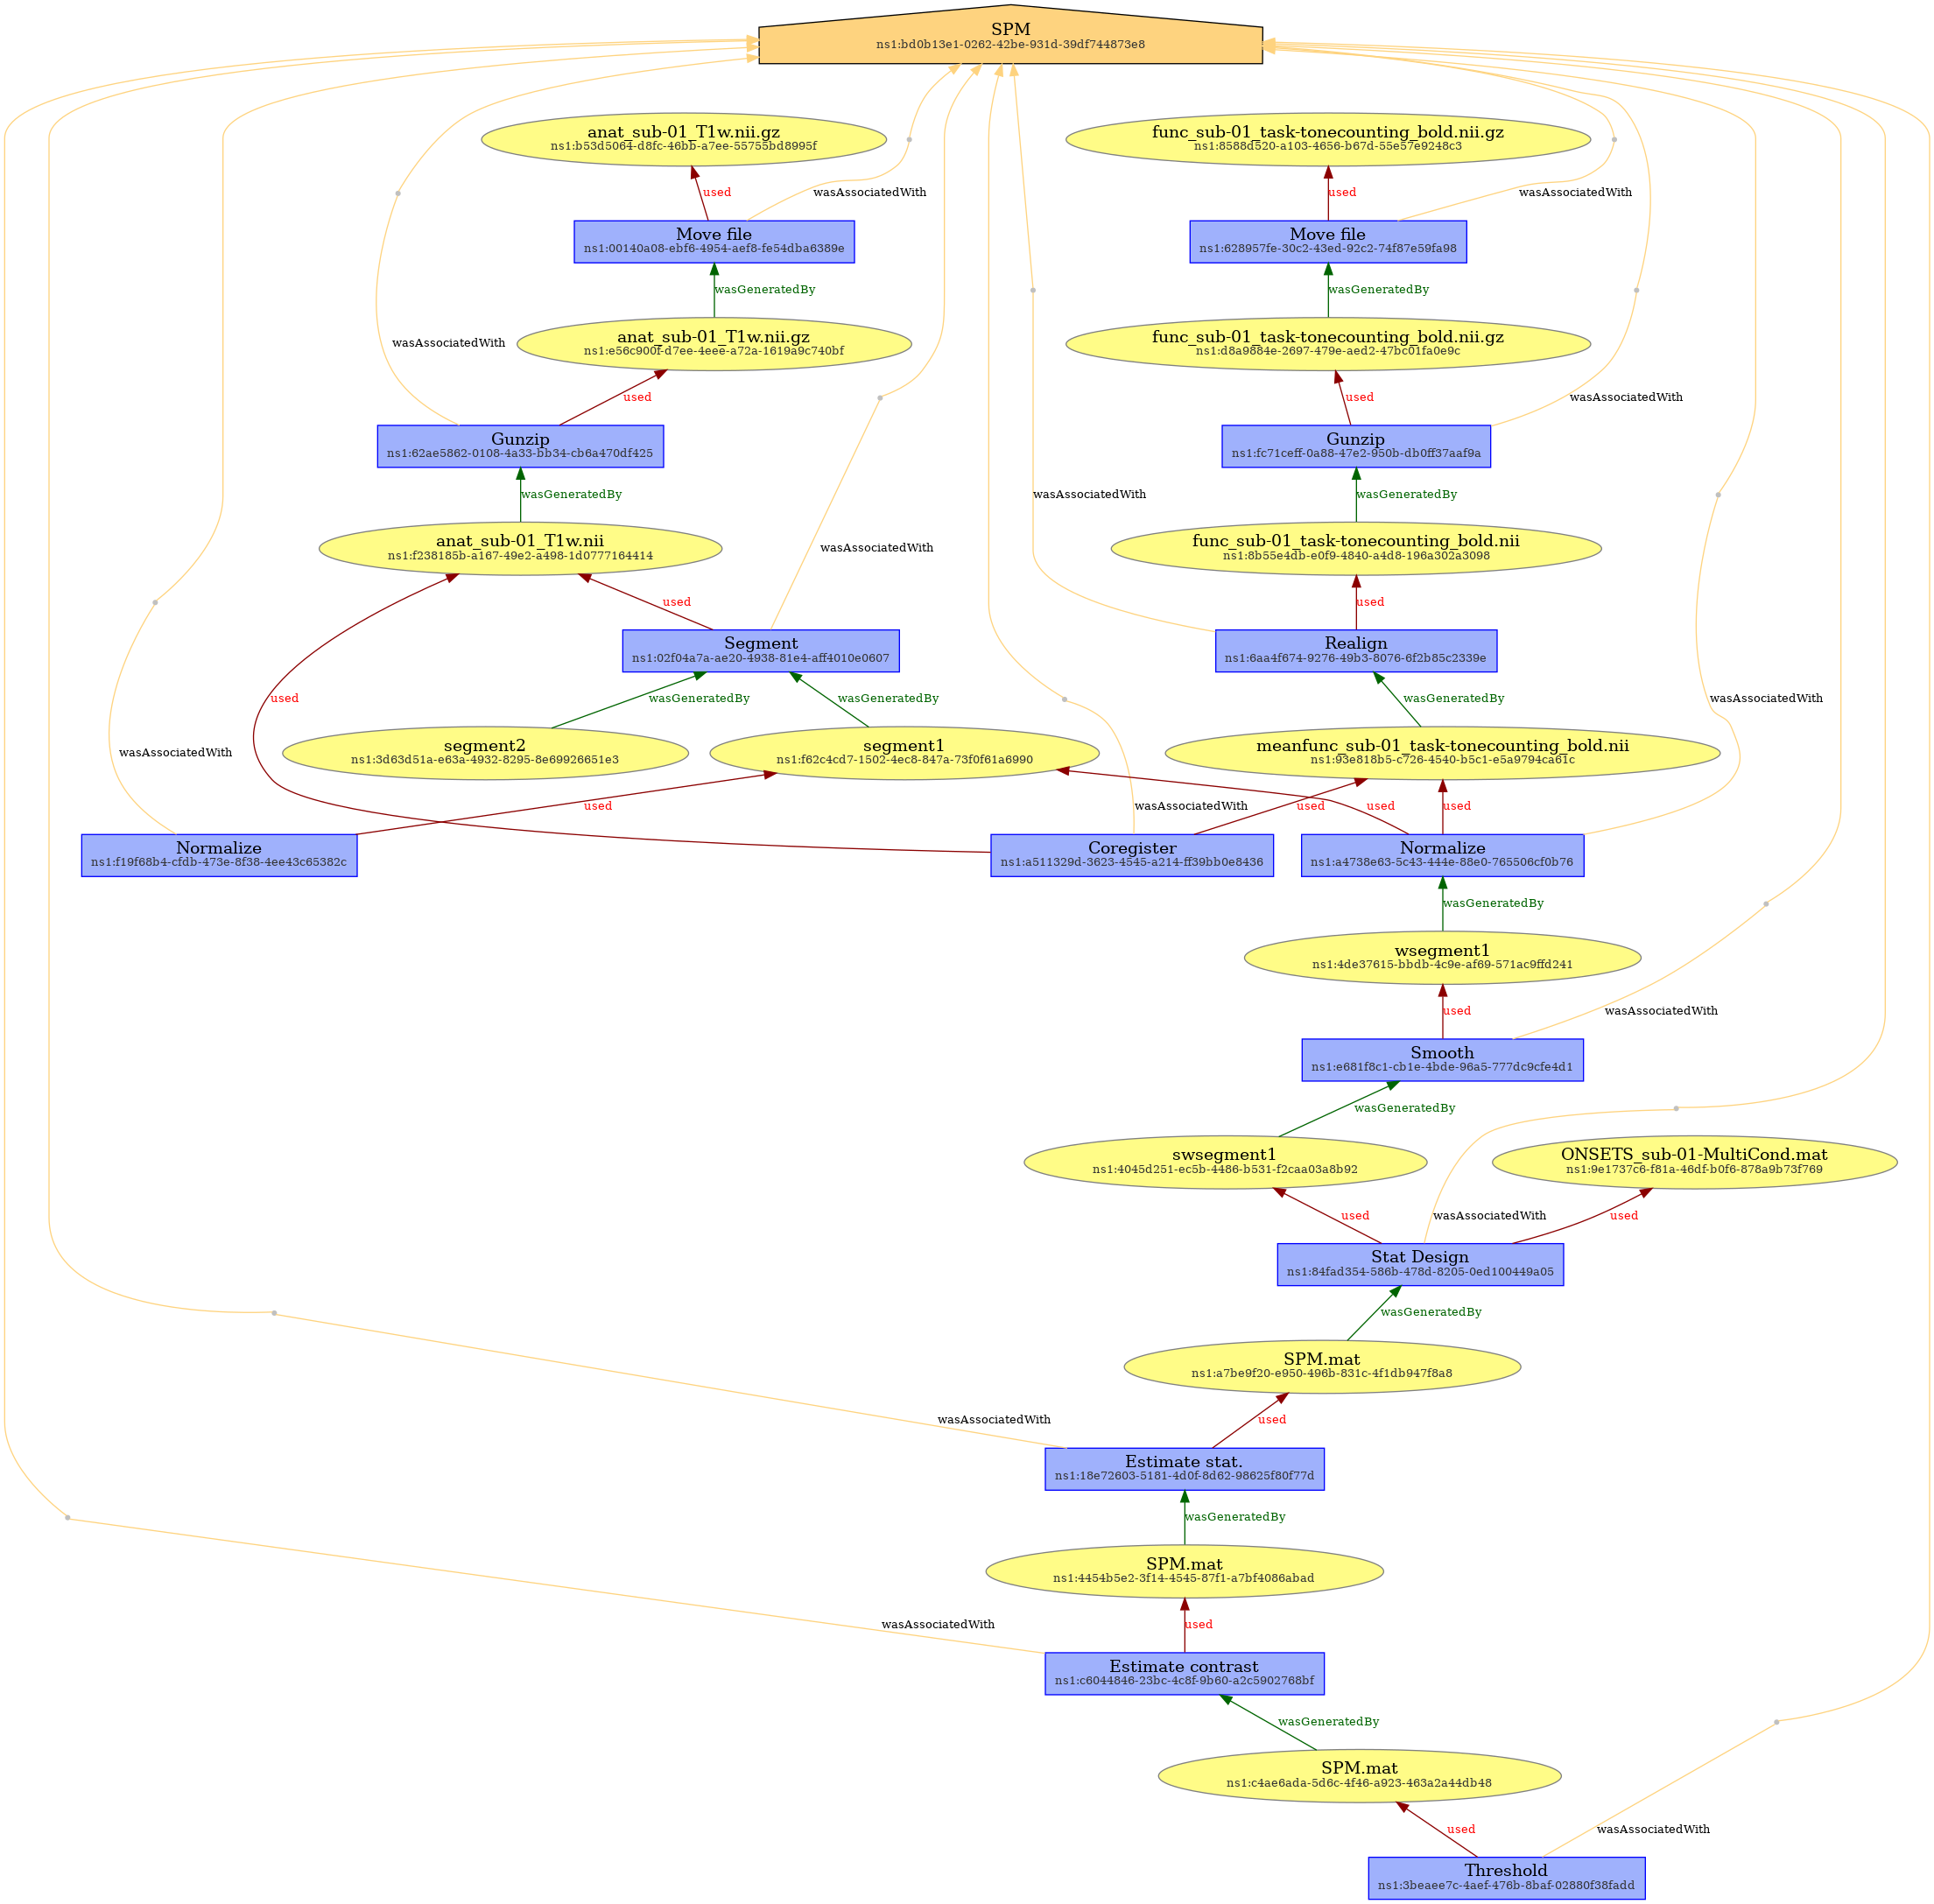 SPM
ns1:bd0b13e1-0262-42be-931d-39df744873e8
anat_sub-01_T1w.nii.gz
ns1:b53d5064-d8fc-46bb-a7ee-55755bd8995f
func_sub-01_task-tonecounting_bold.nii.gz
ns1:8588d520-a103-4656-b67d-55e57e9248c3
used
wasAssociatedWith
used
wasAssociatedWith
Move file
ns1:00140a08-ebf6-4954-aef8-fe54dba6389e
Move file
ns1:628957fe-30c2-43ed-92c2-74f87e59fa98
wasGeneratedBy
wasGeneratedBy
wasAssociatedWith
anat_sub-01_T1w.nii.gz
ns1:e56c900f-d7ee-4eee-a72a-1619a9c740bf
func_sub-01_task-tonecounting_bold.nii.gz
ns1:d8a9884e-2697-479e-aed2-47bc01fa0e9c
used
used
wasAssociatedWith
Gunzip
ns1:62ae5862-0108-4a33-bb34-cb6a470df425
Gunzip
ns1:fc71ceff-0a88-47e2-950b-db0ff37aaf9a
wasGeneratedBy
wasAssociatedWith
wasGeneratedBy
anat_sub-01_T1w.nii
ns1:f238185b-a167-49e2-a498-1d0777164414
wasAssociatedWith
func_sub-01_task-tonecounting_bold.nii
ns1:8b55e4db-e0f9-4840-a4d8-196a302a3098
used
used
Segment
ns1:02f04a7a-ae20-4938-81e4-aff4010e0607
Realign
ns1:6aa4f674-9276-49b3-8076-6f2b85c2339e
used
wasGeneratedBy
wasGeneratedBy
wasGeneratedBy
wasAssociatedWith
wasAssociatedWith
segment2
ns1:3d63d51a-e63a-4932-8295-8e69926651e3
segment1
ns1:f62c4cd7-1502-4ec8-847a-73f0f61a6990
meanfunc_sub-01_task-tonecounting_bold.nii
ns1:93e818b5-c726-4540-b5c1-e5a9794ca61c
used
wasAssociatedWith
used
used
used
Normalize
ns1:f19f68b4-cfdb-473e-8f38-4ee43c65382c
Coregister
ns1:a511329d-3623-4545-a214-ff39bb0e8436
Normalize
ns1:a4738e63-5c43-444e-88e0-765506cf0b76
wasGeneratedBy
wsegment1
ns1:4de37615-bbdb-4c9e-af69-571ac9ffd241
used
wasAssociatedWith
Smooth
ns1:e681f8c1-cb1e-4bde-96a5-777dc9cfe4d1
wasGeneratedBy
swsegment1
ns1:4045d251-ec5b-4486-b531-f2caa03a8b92
ONSETS_sub-01-MultiCond.mat
ns1:9e1737c6-f81a-46df-b0f6-878a9b73f769
used
wasAssociatedWith
used
Stat Design
ns1:84fad354-586b-478d-8205-0ed100449a05
wasGeneratedBy
SPM.mat
ns1:a7be9f20-e950-496b-831c-4f1db947f8a8
wasAssociatedWith
used
Estimate stat.
ns1:18e72603-5181-4d0f-8d62-98625f80f77d
wasGeneratedBy
SPM.mat
ns1:4454b5e2-3f14-4545-87f1-a7bf4086abad
wasAssociatedWith
used
Estimate contrast
ns1:c6044846-23bc-4c8f-9b60-a2c5902768bf
wasGeneratedBy
SPM.mat
ns1:c4ae6ada-5d6c-4f46-a923-463a2a44db48
used
wasAssociatedWith
Threshold
ns1:3beaee7c-4aef-476b-8baf-02880f38fadd